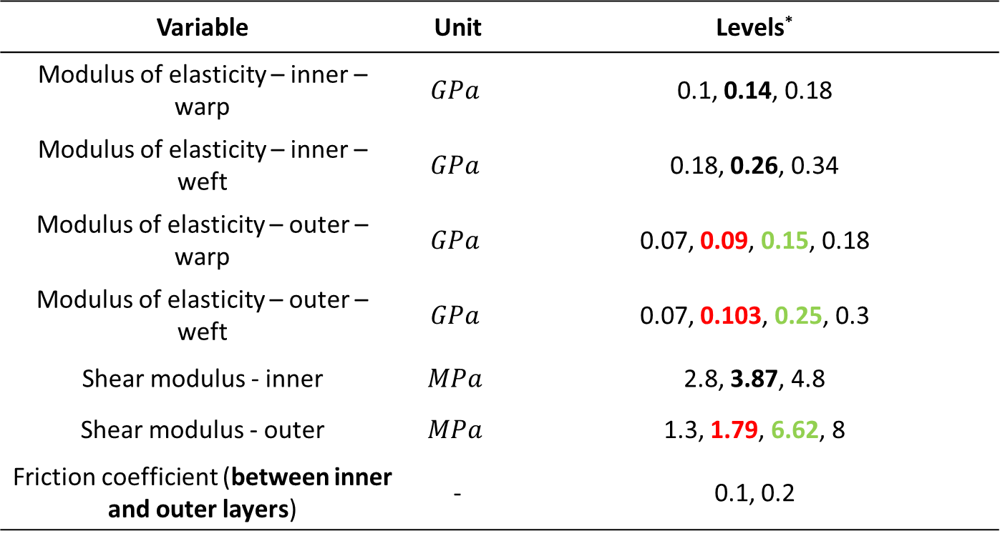 Variable Unit Levels*
Modulus of elasticity – inner –
warp
GPa 0.1, 0.14, 0.18
Modulus of elasticity – inner –
weft
GPa 0.18, 0.26, 0.34
Modulus of elasticity – outer –
warp
GPa 0.07, 0.09, 0.15, 0.18
Modulus of elasticity – outer –
weft
GPa 0.07, 0.103, 0.25, 0.3
Shear modulus - inner MPa 2.8, 3.87, 4.8
Shear modulus - outer MPa 1.3, 1.79, 6.62, 8
Friction coefficient (between inner
and outer layers)
- 0.1, 0.2